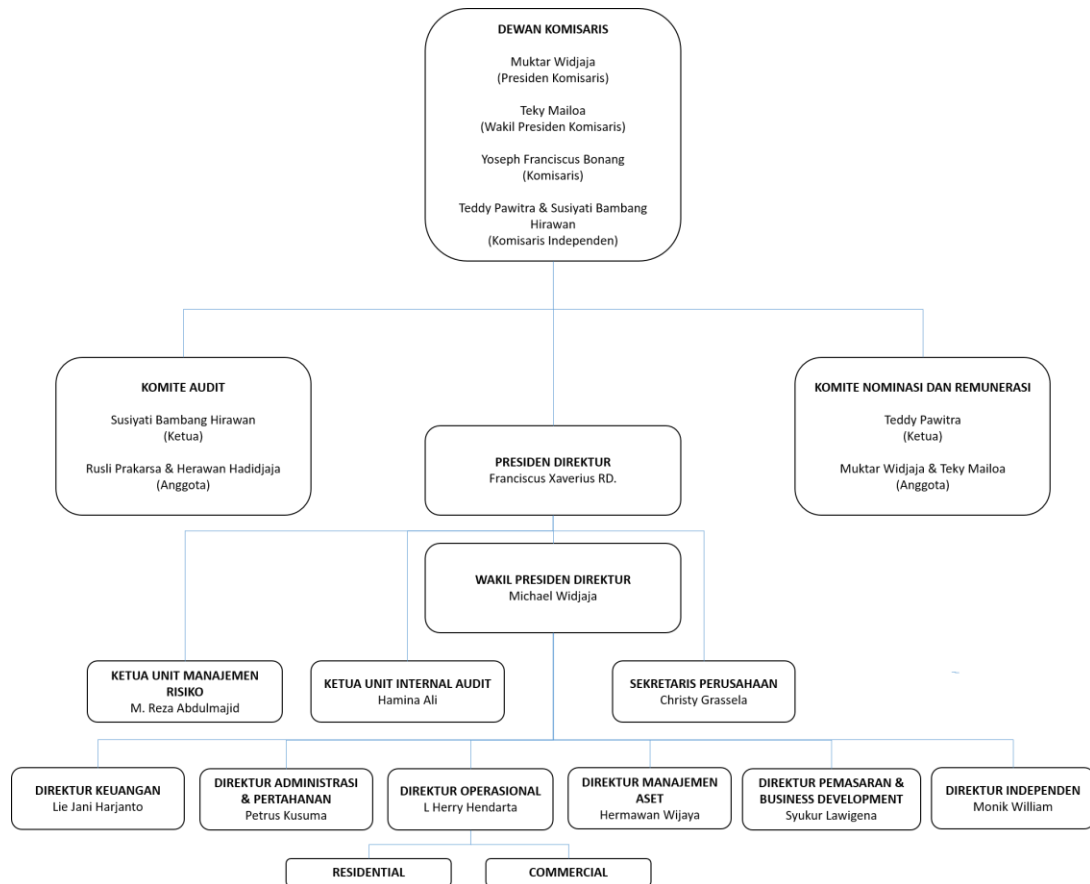 DEWAN KOMISARIS
Muktar Widjaja
(Presiden Komisaris)
Teky Mailoa
(Wakil Presiden Komisaris)
Yoseph Franciscus Bonang
(Komisaris)
Teddy Pawitra & Susiyati Bambang
Hirawan
(Komisaris Independen)
KOMITE AUDIT
Susiyati Bambang Hirawan
(Ketua)
Rusli Prakarsa & Herawan Hadidjaja
(Anggota)
KOMITE NOMINASI DAN REMUNERASI
Teddy Pawitra
(Ketua)
Muktar Widjaja & Teky Mailoa
(Anggota)
PRESIDEN DIREKTUR
Franciscus Xaverius RD.
WAKIL PRESIDEN DIREKTUR
Michael Widjaja
KETUA UNIT MANAJEMEN
RISIKO
M. Reza Abdulmajid
KETUA UNIT INTERNAL AUDIT
Hamina Ali
SEKRETARIS PERUSAHAAN
Christy Grassela
DIREKTUR KEUANGAN
Lie Jani Harjanto
DIREKTUR ADMINISTRASI
& PERTAHANAN
Petrus Kusuma
DIREKTUR OPERASIONAL
L Herry Hendarta
DIREKTUR MANAJEMEN
ASET
Hermawan Wijaya
DIREKTUR PEMASARAN &
BUSINESS DEVELOPMENT
Syukur Lawigena
DIREKTUR INDEPENDEN
Monik William
RESIDENTIAL
COMMERCIAL